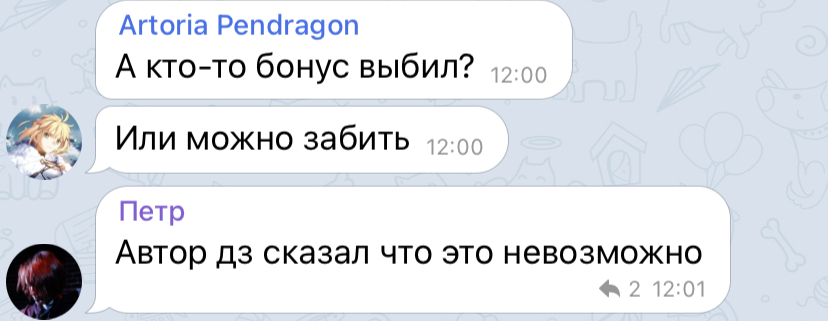 Artoria Pendragon
А кто-то бонус выбил? 12:00
Или можно забить 12:00
Петр
Автор дз сказал что это невозможно
2 12:01